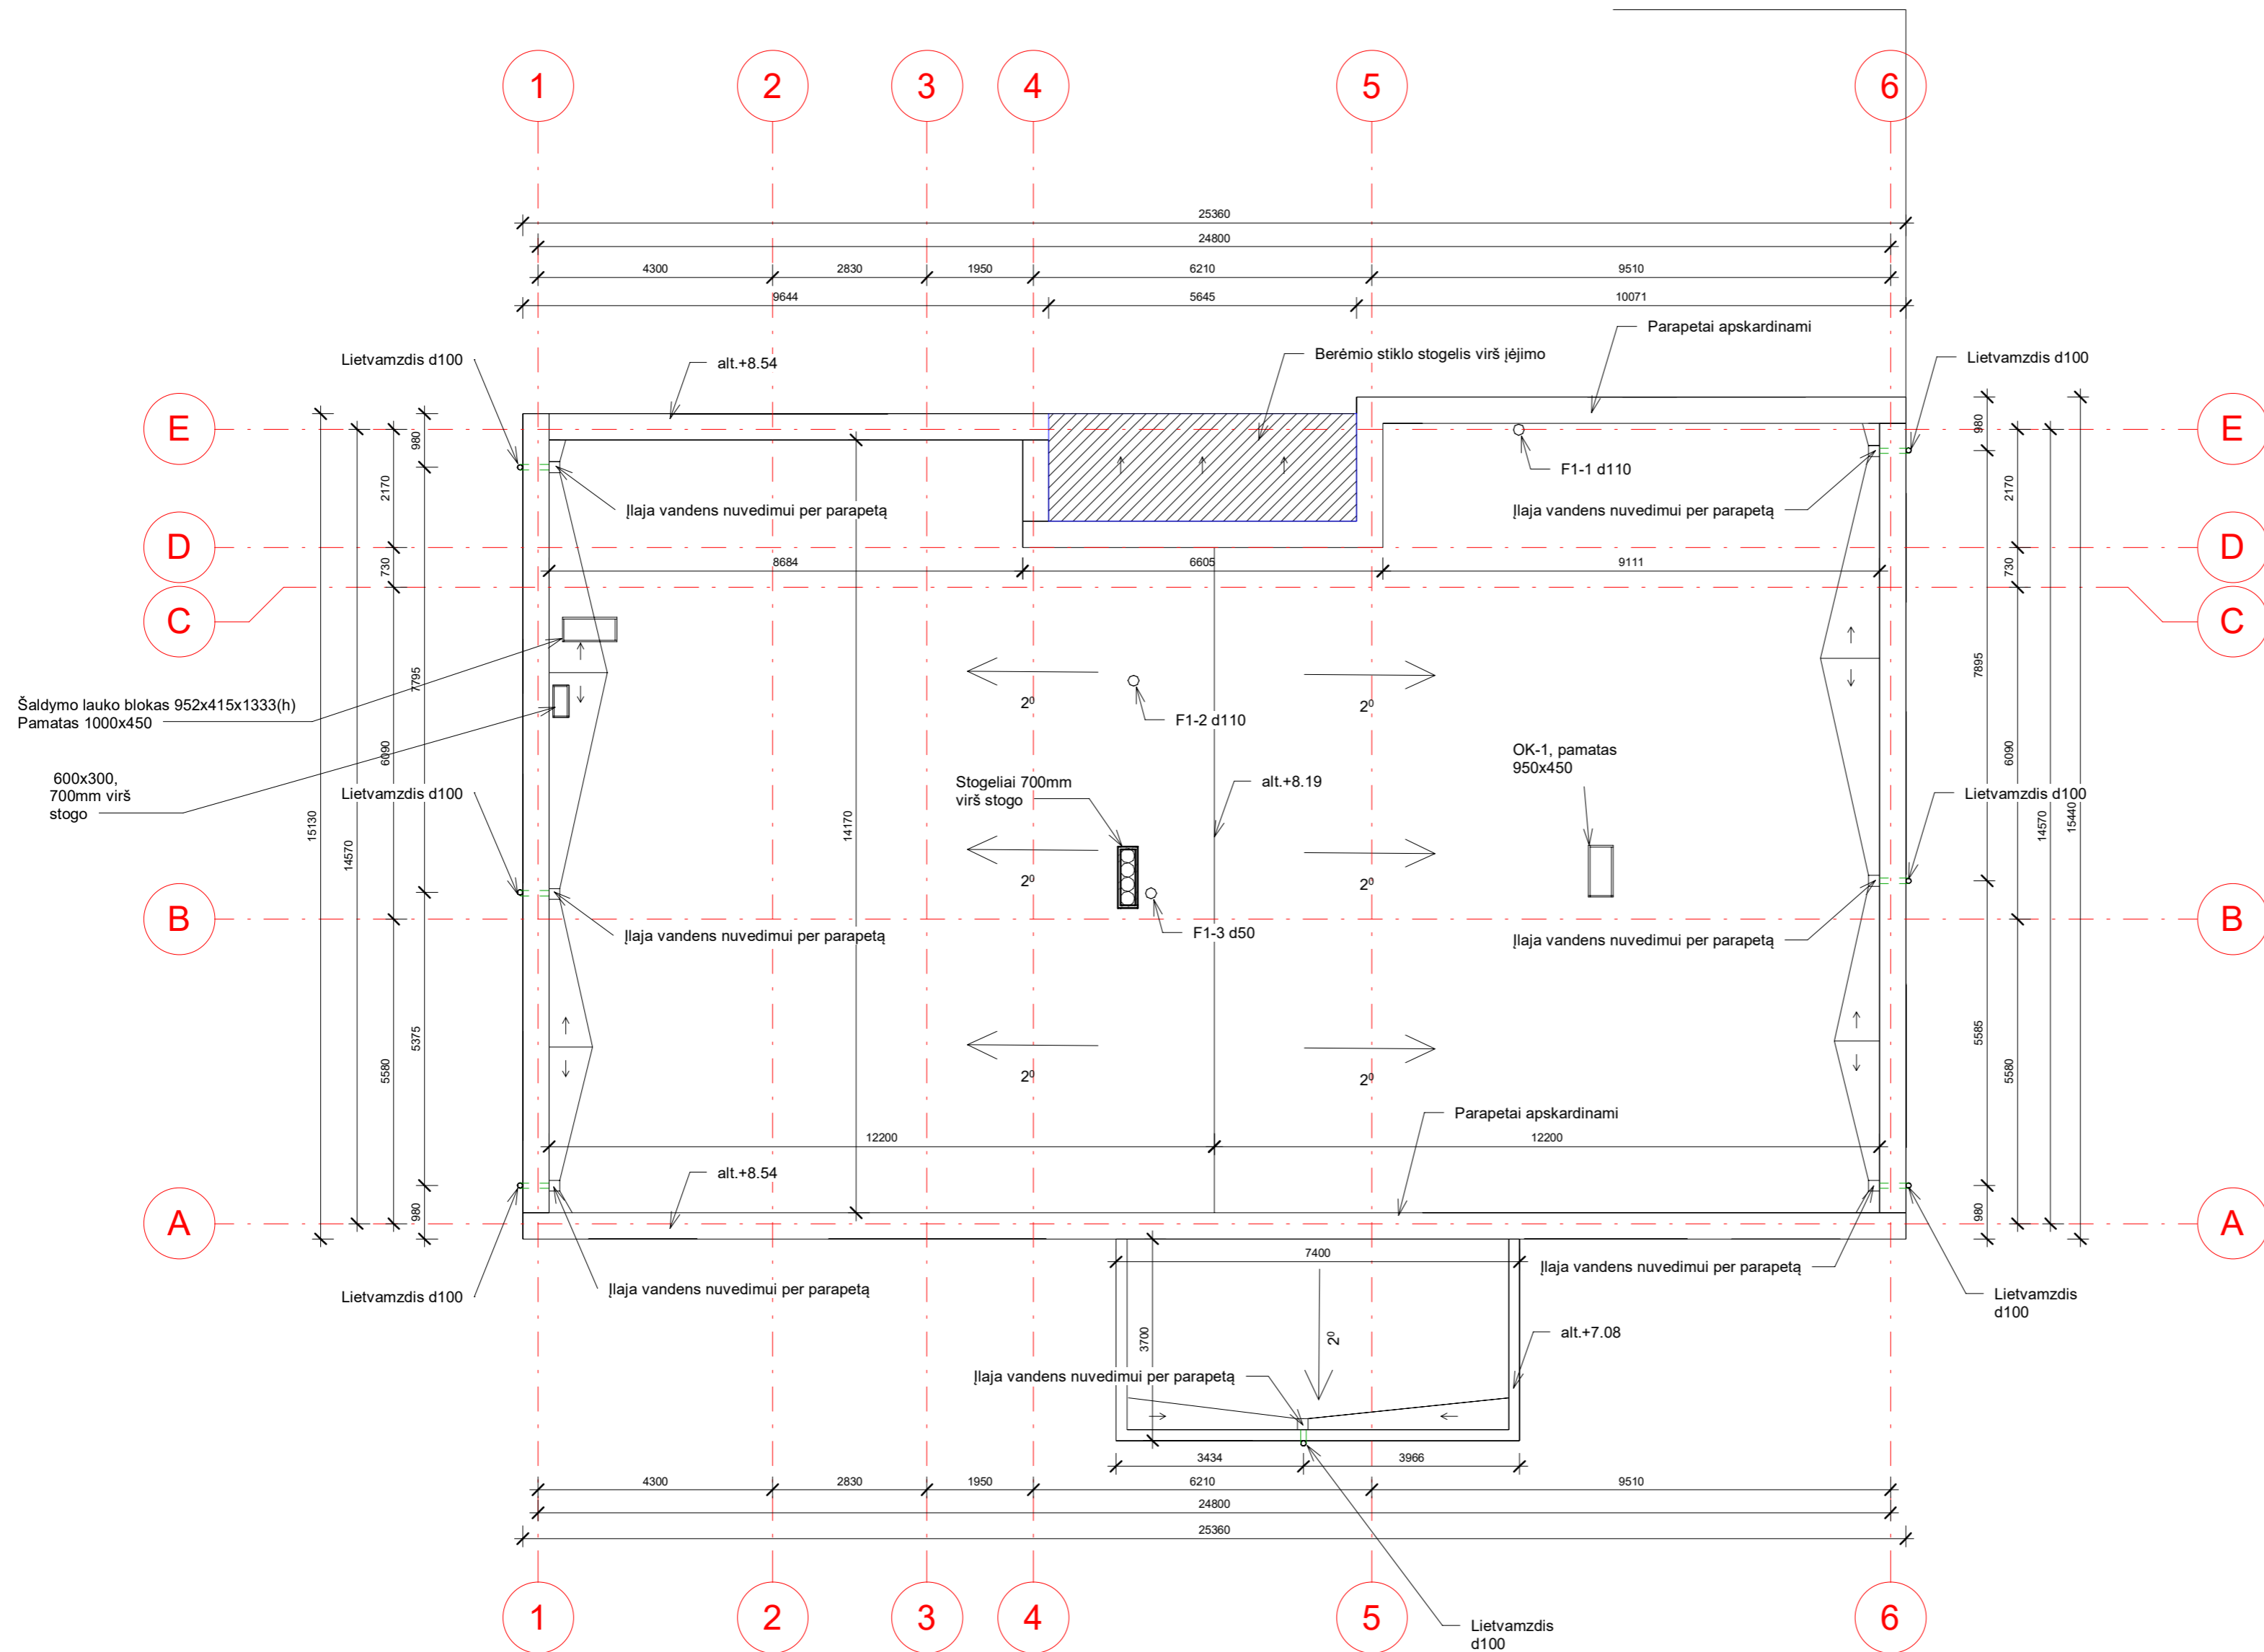 1 2 3 4 5 6
25360
24800
4300 2830 1950 6210 9510
9644 5645 10071
Parapetai apskardinami
Lietvamzdis d100
alt.+8.54
Berėmio stiklo stogelis virš įėjimo
Lietvamzdis d100
E
E
980
980
2170
2170
F1-1 d110
Įlaja vandens nuvedimui per parapetą
Įlaja vandens nuvedimui per parapetą
D
D
730
730
8684 6605 9111
C
C
7795
7895
Šaldymo lauko blokas 952x415x1333(h)
Pamatas 1000x450
2⁰
2⁰
F1-2 d110
6090
6090
600x300,
700mm virš
stogo
Lietvamzdis d100
Stogeliai 700mm
virš stogo
alt.+8.19
OK-1, pamatas
950x450
Lietvamzdis d100
15130
14570
14170
14570
15440
2⁰
2⁰
B
B
F1-3 d50
Įlaja vandens nuvedimui per parapetą
Įlaja vandens nuvedimui per parapetą
5375
5585
5580
5580
2⁰
2⁰
Parapetai apskardinami
12200 12200
alt.+8.54
980
980
A
A
7400
Įlaja vandens nuvedimui per parapetą
Įlaja vandens nuvedimui per parapetą
Lietvamzdis d100
Lietvamzdis
d100
3700
2⁰
alt.+7.08
Įlaja vandens nuvedimui per parapetą
3434 3966
4300 2830 1950 6210 9510
24800
25360
1 2 3 4 5 6
Lietvamzdis
d100